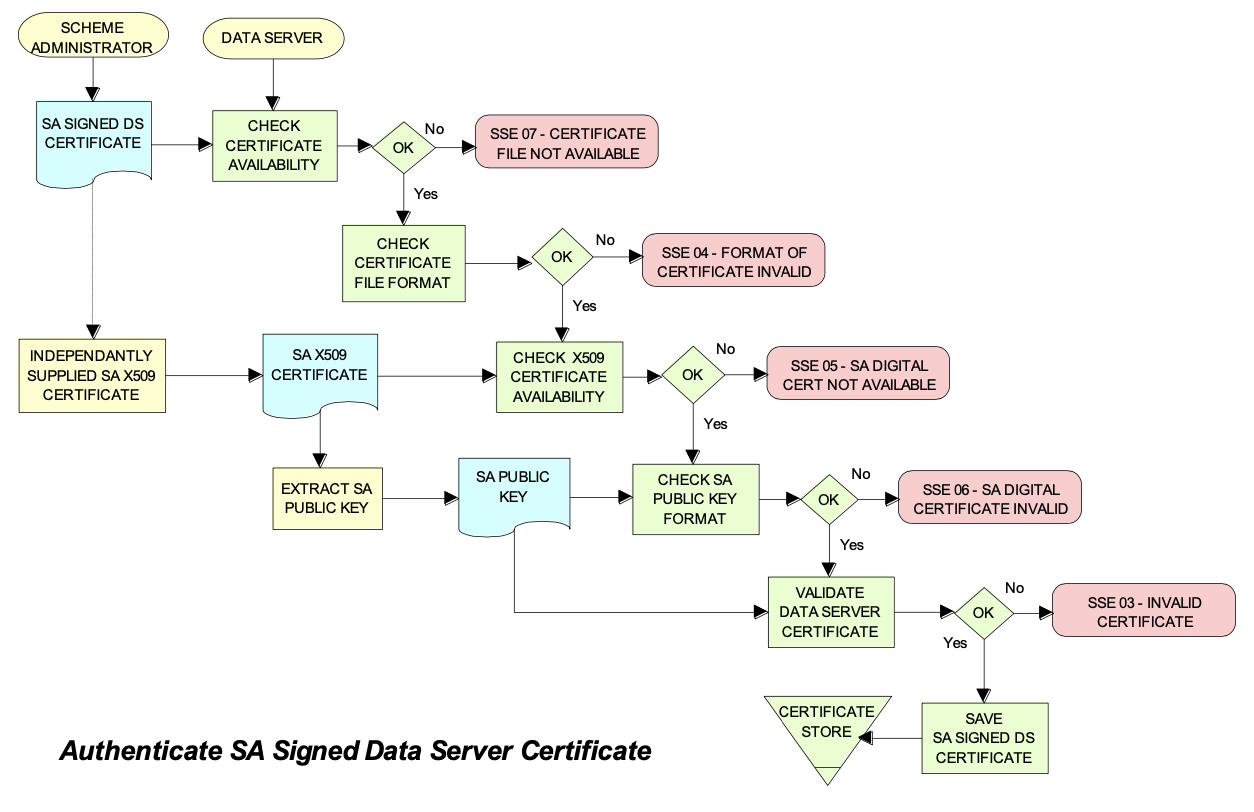 SCHEME
ADMINISTRATOR
DATA SERVER
SA SIGNED DS
CERTIFICATE
CHECK
CERTIFICATE
AVAILABILITY
OK
No
SSE 07 - CERTIFICATE
FILE NOT AVAILABLE
Yes
CHECK
CERTIFICATE
FILE FORMAT
OK
No
SSE 04 - FORMAT OF
CERTIFICATE INVALID
Yes
INDEPENDANTLY
SUPPLIED SA X509
CERTIFICATE
SA X509
CERTIFICATE
CHECK X509
CERTIFICATE
AVAILABILITY
OK
No
SSE 05 - SA DIGITAL
CERT NOT AVAILABLE
Yes
EXTRACT SA
PUBLIC KEY
SA PUBLIC
KEY
CHECK SA
PUBLIC KEY
FORMAT
OK
No
SSE 06 - SA DIGITAL
CERTIFICATE INVALID
Yes
VALIDATE
DATA SERVER
CERTIFICATE
OK
No
SSE 03 - INVALID
CERTIFICATE
Yes
CERTIFICATE
STORE
SAVE
SA SIGNED DS
CERTIFICATE
Authenticate SA Signed Data Server Certificate